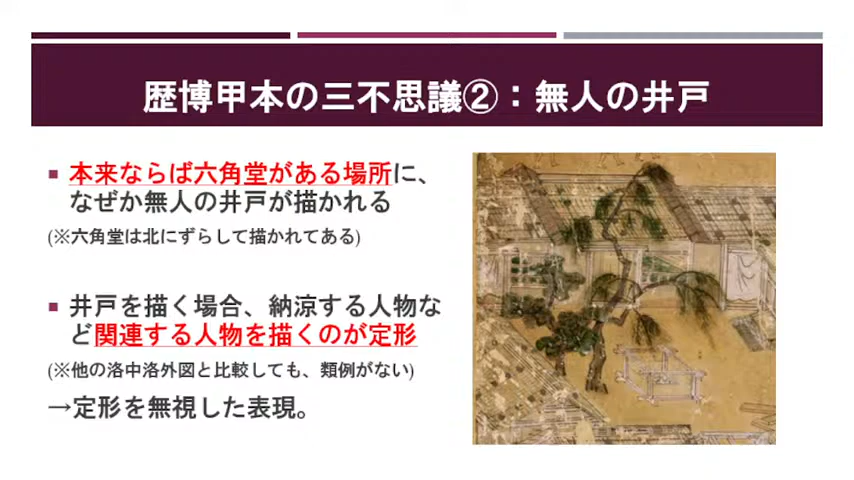 歴博甲本の三不思議②：無人の井戸
▪ 本来ならば六角堂がある場所に、
なぜか無人の井戸が描かれる
(※六角堂は北にずらして描かれてある)
▪ 井戸を描く場合、納涼する人物な
ど関連する人物を描くのが定形
(※他の洛中洛外図と比較しても、類例がない)
→定形を無視した表現。